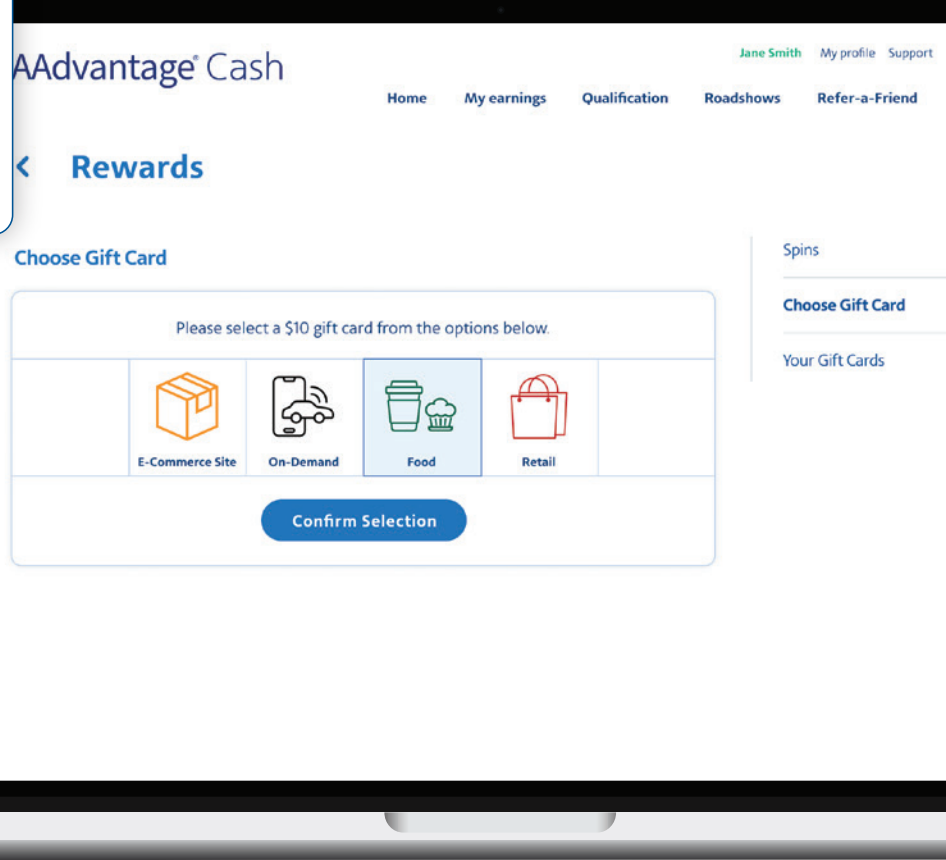 AAdvantage® Cash
Jane Smith My profile Support
Home My earnings Qualification Roadshows Refer-a-Friend
Rewards
Choose Gift Card
Please select a $10 gift card from the options below.
E-Commerce Site On-Demand Food Retail
Confirm Selection
Spins
Choose Gift Card
Your Gift Cards